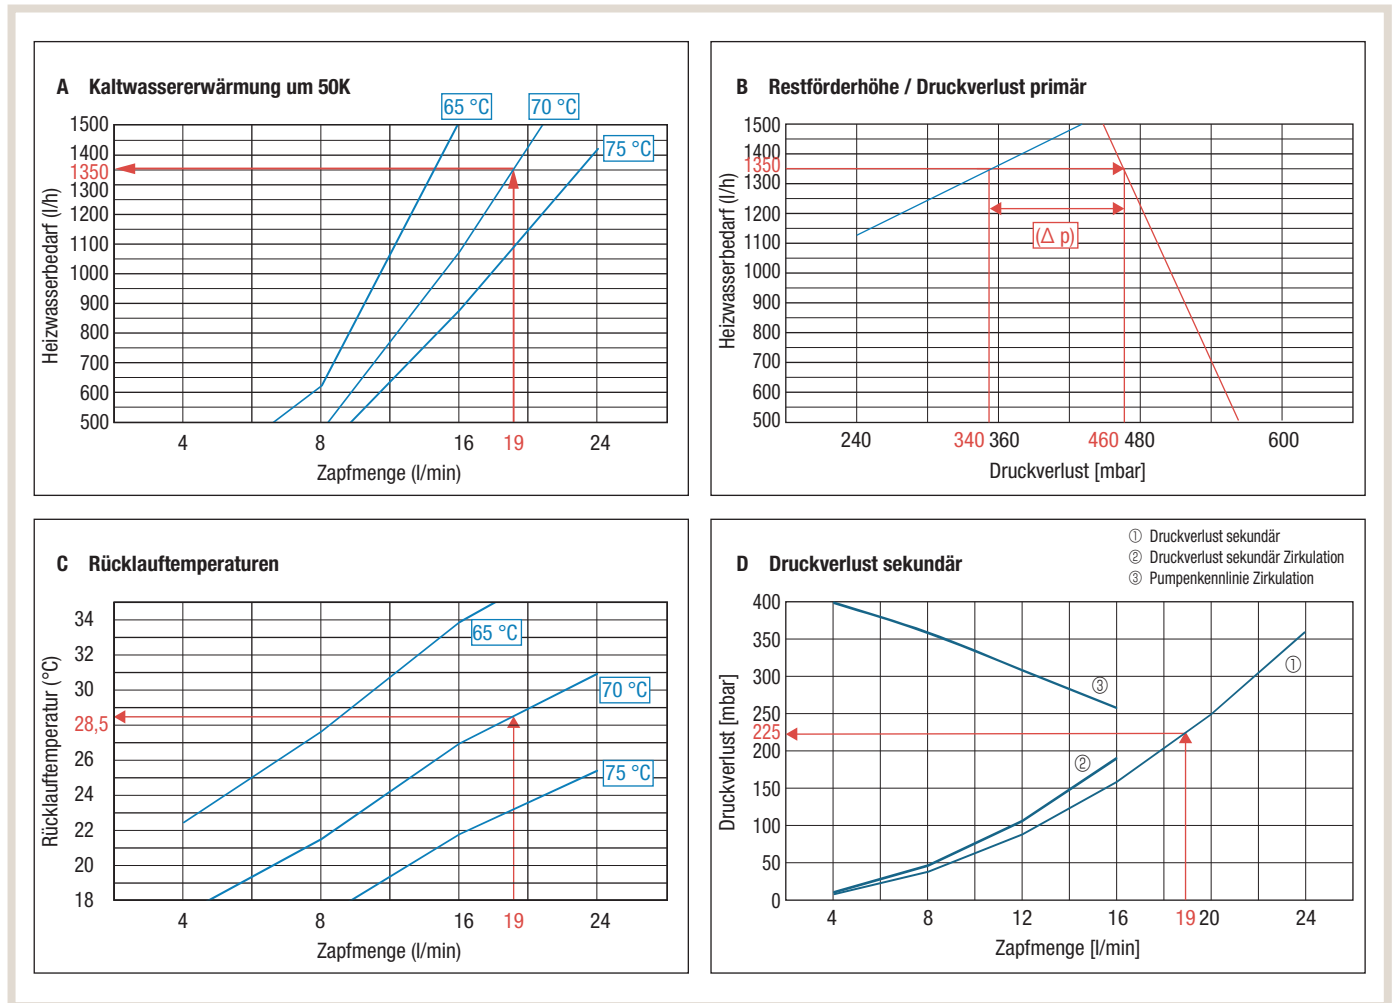 A Kaltwassererwärmung um 50K
65 °C
70 °C
75 °C
1500
1400
1350
1300
1200
1100
1000
900
800
700
600
500
Heizwasserbedarf (l/h)
4 8 16 19 24
Zapfmenge (l/min)
B Restförderhöhe / Druckverlust primär
1500
1400
1350
1300
1200
1100
1000
900
800
700
600
500
Heizwasserbedarf (l/h)
(Δ p)
240 340 360 460 480 600
Druckverlust [mbar]
C Rücklauftemperaturen
34
32
30
28,5
26
24
22
20
18
Rücklauftemperatur (°C)
65 °C
70 °C
75 °C
4 8 16 19 24
Zapfmenge (l/min)
D Druckverlust sekundär
① Druckverlust sekundär
② Druckverlust sekundär Zirkulation
③ Pumpenkennlinie Zirkulation
400
350
300
250
225
200
150
100
50
0
Druckverlust [mbar]
①
③
②
4 8 12 16 19 20 24
Zapfmenge [l/min]